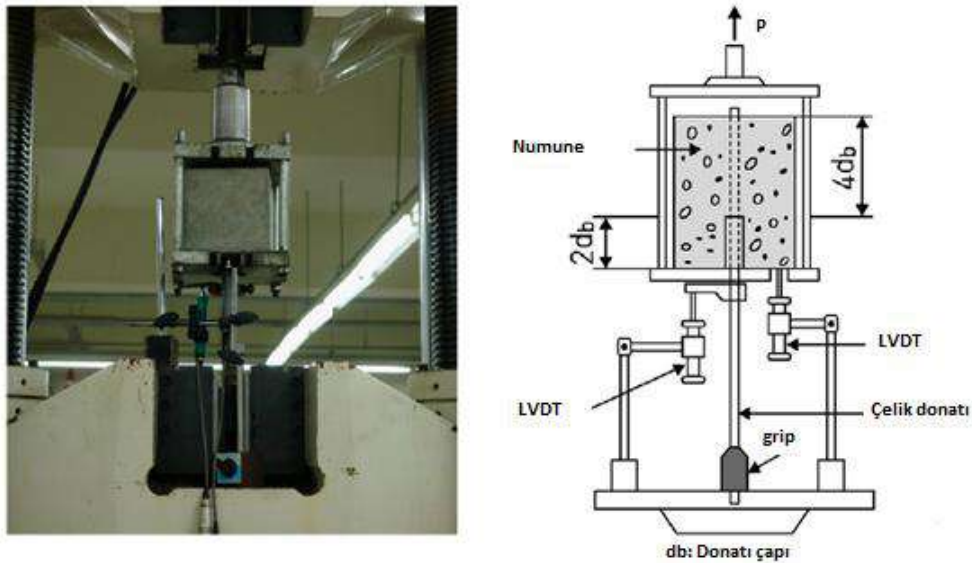 P
Numune
4db
2db
LVDT
LVDT
Çelik donatı
grip
db: Donatı çapı